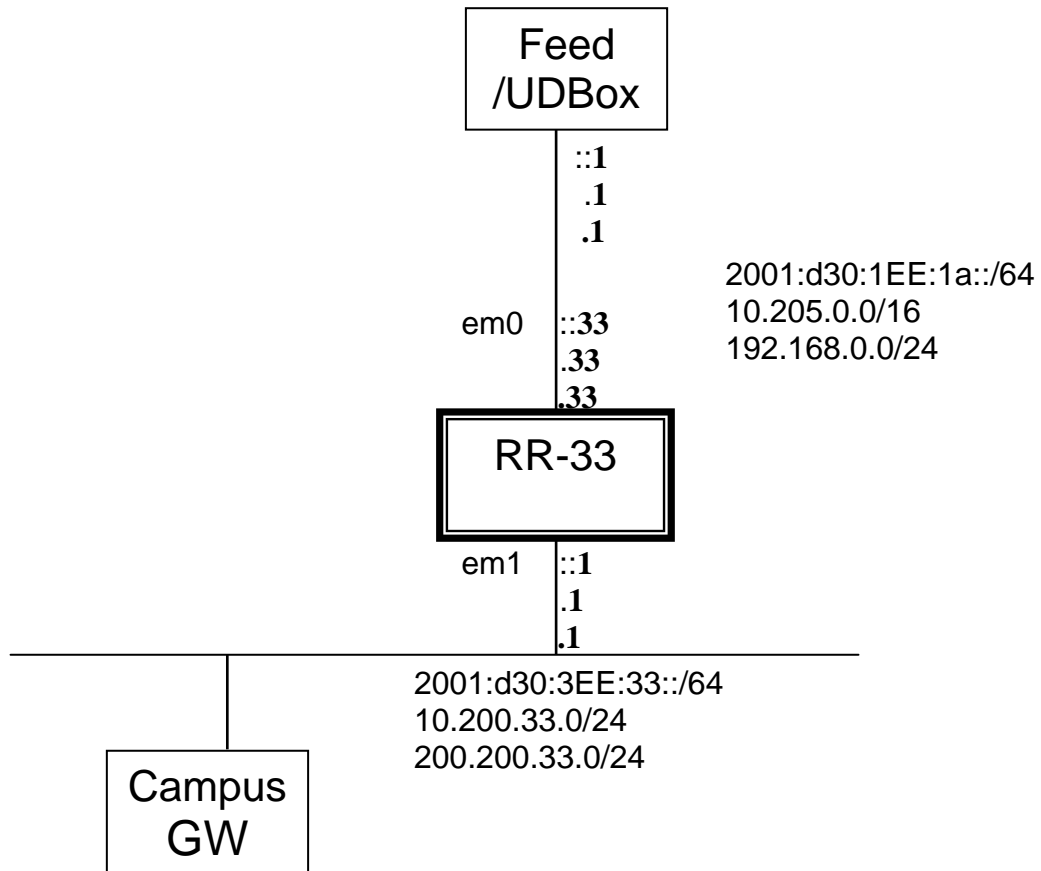 Feed
/UDBox
::1
.1
.1
2001:d30:1EE:1a::/64
10.205.0.0/16
192.168.0.0/24
em0
::33
.33
.33
RR-33
em1
::1
.1
.1
2001:d30:3EE:33::/64
10.200.33.0/24
200.200.33.0/24
Campus
GW